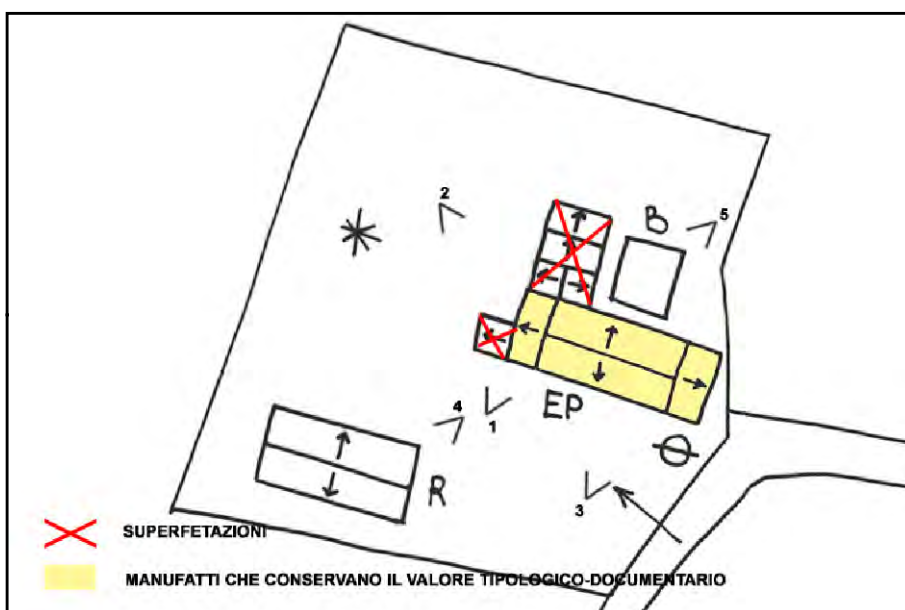 2
B
5
EP
4
1
R
3
SUPERFETAZIONI
MANUFATTI CHE CONSERVANO IL VALORE TIPOLOGICO-DOCUMENTARIO